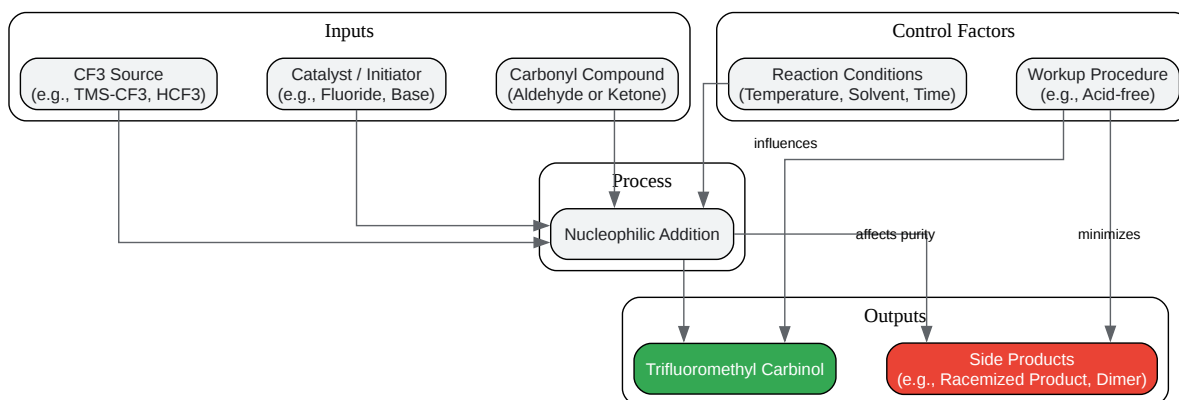 Inputs
Control Factors
CF3 Source
(e.g., TMS-CF3, HCF3)
Catalyst / Initiator
(e.g., Fluoride, Base)
Carbonyl Compound
(Aldehyde or Ketone)
Reaction Conditions
(Temperature, Solvent, Time)
Workup Procedure
(e.g., Acid-free)
influences
Process
Nucleophilic Addition
affects purity
minimizes
Outputs
Trifluoromethyl Carbinol
Side Products
(e.g., Racemized Product, Dimer)